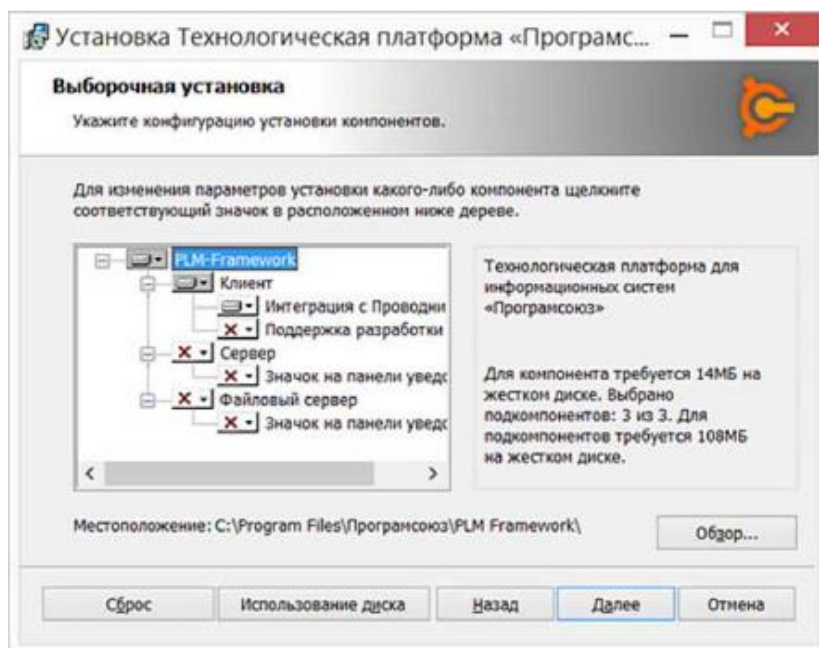 Установка Технологическая платформа «Програмс...
Выборочная установка
Укажите конфигурацию установки компонентов.
Для изменения параметров установки какого-либо компонента щелкните
соответствующий значок в расположенном ниже дереве.
PLM-Framework
Клиент
Интеграция с Проводни
Поддержка разработки
Сервер
Значок на панели уведо
Файловый сервер
Значок на панели уведо
Технологическая платформа для
информационных систем
«Програмсоюз»
Для компонента требуется 14МБ на
жестком диске. Выбрано
подкомпонентов: 3 из 3. Для
подкомпонентов требуется 108МБ
на жестком диске.
Местоположение: C:\Program Files\Програмсоюз\PLM Framework\
Обзор...
Сброс Использование диска Назад Далее Отмена